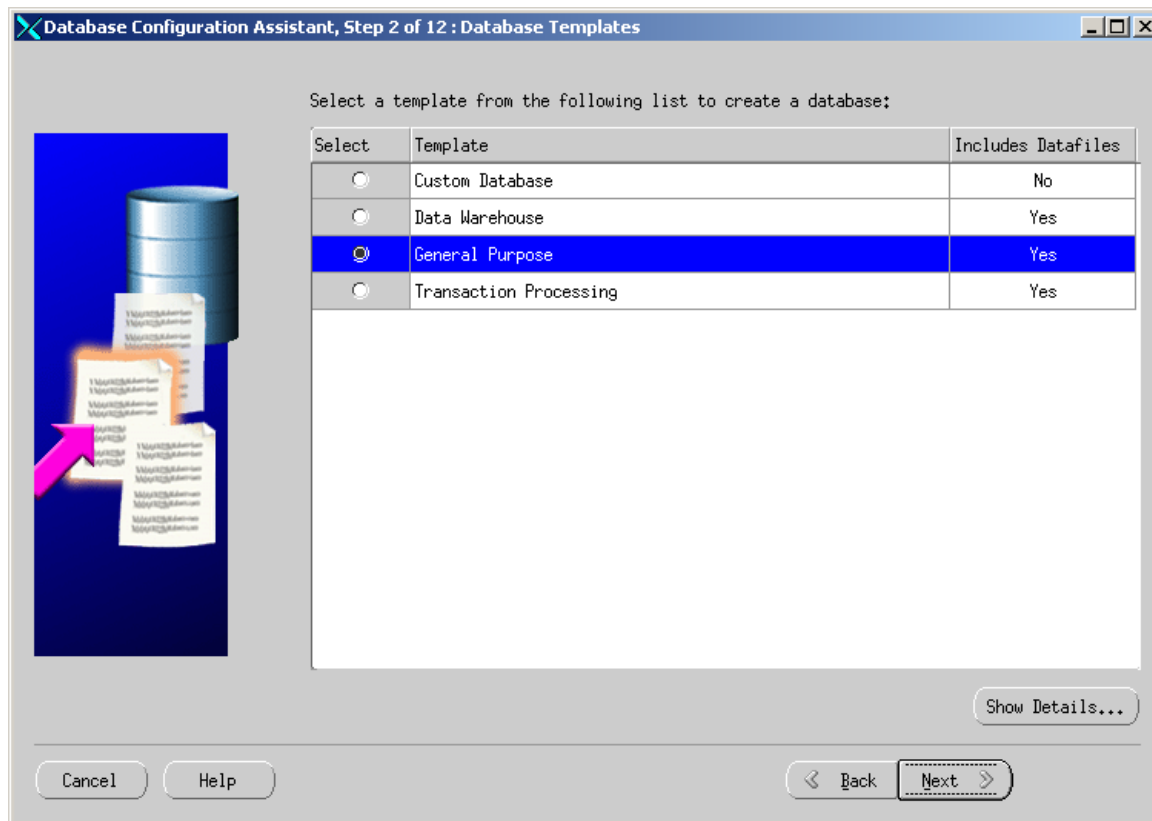 Database Configuration Assistant, Step 2 of 12 : Database Templates
Select a template from the following list to create a database:
Select Template Includes Datafiles
Custom Database No
Data Warehouse Yes
General Purpose Yes
Transaction Processing Yes
Show Details...
Cancel Help Back Next